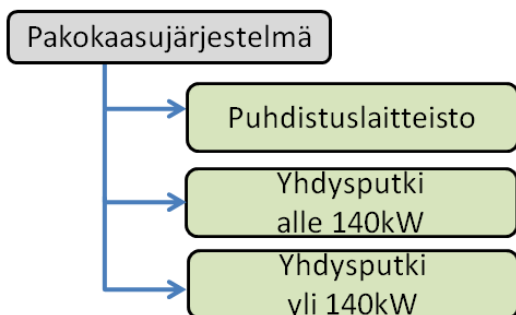 Pakokaasujärjestelmä
Puhdistuslaitteisto
Yhdysputki
alle 140kW
Yhdysputki
yli 140kW